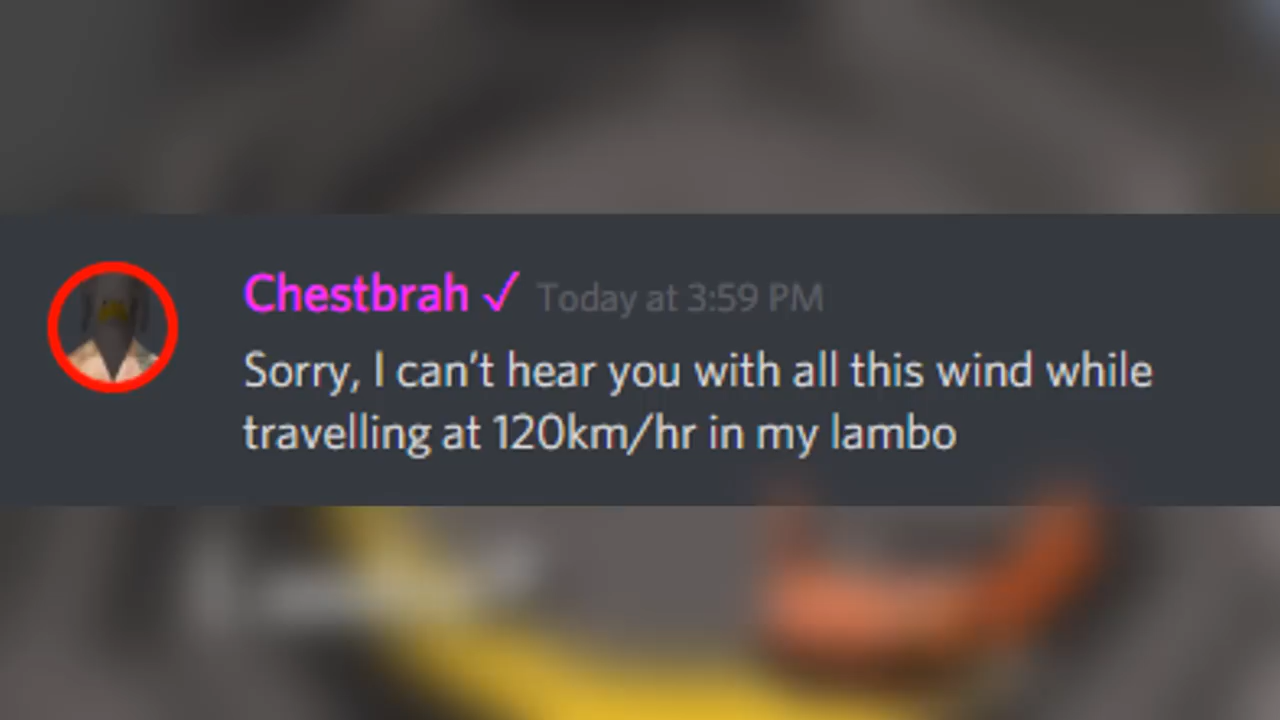 Chestbrah ✓ Today at 3:59 PM
Sorry, I can't hear you with all this wind while
travelling at 120km/hr in my lambo